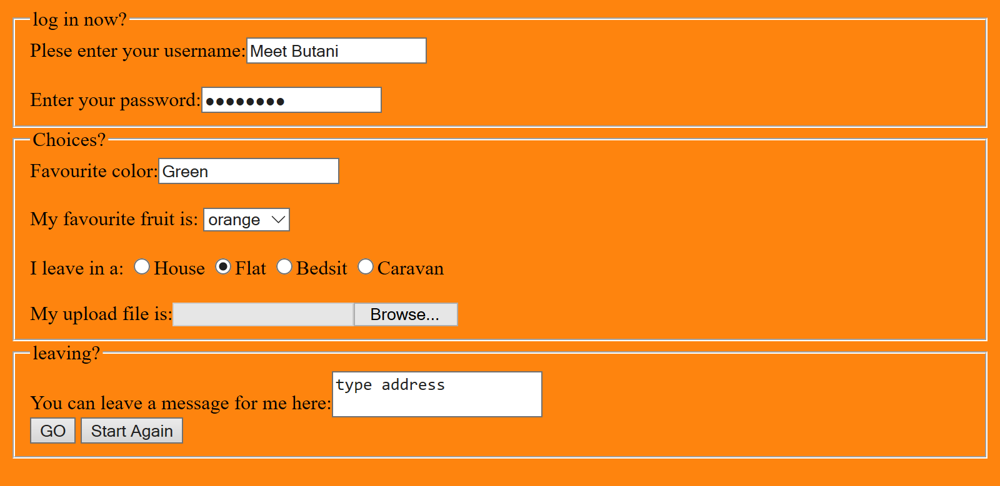 log in now?
Plese enter your username: Meet Butani
Enter your password: ●●●●●●●●
Choices?
Favourite color: Green
My favourite fruit is: orange
I leave in a: House Flat Bedsit Caravan
My upload file is: Browse...
leaving?
type address
You can leave a message for me here:
GO Start Again